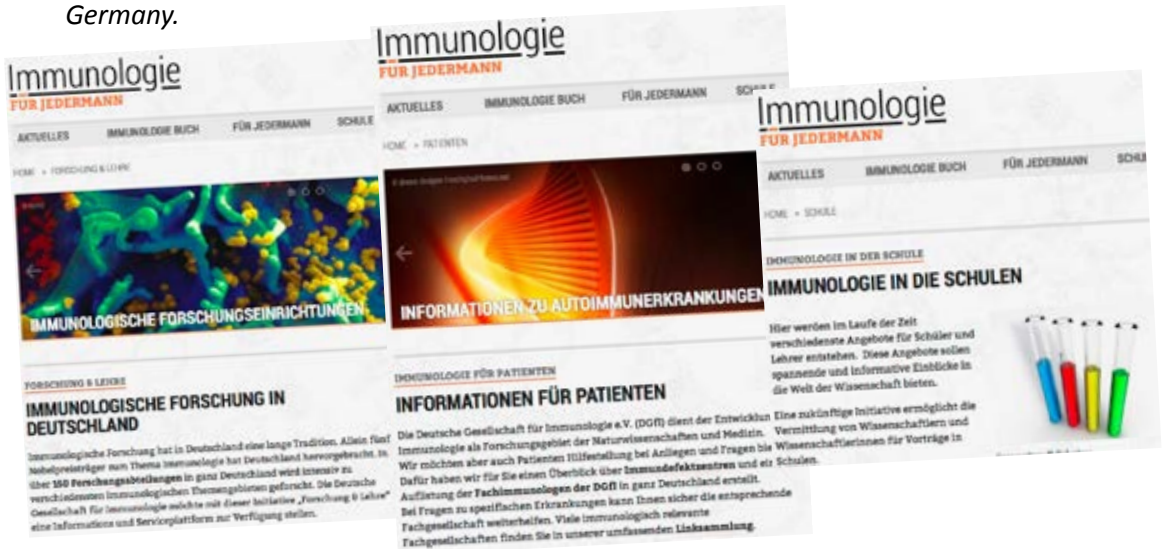 Germany.
Immunologie
FÜR JEDERMANN
AKTUELLES IMMUNOLOGIE BUCH FÜR JEDERMANN SCHULE
HOME » FORSCHUNG & LEHRE
IMMUNOLOGISCHE FORSCHUNGSEINRICHTUNGEN
FORSCHUNG & LEHRE
IMMUNOLOGISCHE FORSCHUNG IN
DEUTSCHLAND
Immunologische Forschung hat in Deutschland eine lange Tradition. Allein fünf
Nobelpreisträger zum Thema Immunologie hat Deutschland hervorgebracht. In
über 150 Forschungsabteilungen in ganz Deutschland wird intensiv zu
verschiedensten immunologischen Themengebieten geforscht. Die Deutsche
Gesellschaft für Immunologie möchte mit dieser Initiative „Forschung & Lehre"
eine Informations und Serviceplattform zur Verfügung stellen.
Immunologie
FÜR JEDERMANN
AKTUELLES IMMUNOLOGIE BUCH FÜR JEDERMANN
HOME » PATIENTEN
INFORMATIONEN ZU AUTOIMMUNERKRANKUNGEN
IMMUNOLOGIE FÜR PATIENTEN
INFORMATIONEN FÜR PATIENTEN
Die Deutsche Gesellschaft für Immunologie e.V. (DGfI) dient der Entwicklun
Immunologie als Forschungsgebiet der Naturwissenschaften und Medizin.
Wir möchten aber auch Patienten Hilfestellung bei Anliegen und Fragen bie
Dafür haben wir für Sie einen Überblick über Immundefektzentren und ein
Auflistung der Fachimmunologen der DGfI in ganz Deutschland erstellt.
Bei Fragen zu spezifischen Erkrankungen kann Ihnen sicher die entsprechende
Fachgesellschaft weiterhelfen. Viele immunologisch relevante
Fachgesellschaften finden Sie in unserer umfassenden Linksammlung.
Immunologie
FÜR JEDERMANN
AKTUELLES IMMUNOLOGIE BUCH FÜR JEDERMANN SCHU
HOME » SCHULE
IMMUNOLOGIE IN DER SCHULE
IMMUNOLOGIE IN DIE SCHULEN
Hier werden im Laufe der Zeit
verschiedenste Angebote für Schüler und
Lehrer entstehen. Diese Angebote sollen
spannende und informative Einblicke in
die Welt der Wissenschaft bieten.
Eine zukünftige Initiative ermöglicht die
Vermittlung von Wissenschaftlern und
Wissenschaftlerinnen für Vorträge in
Schulen.